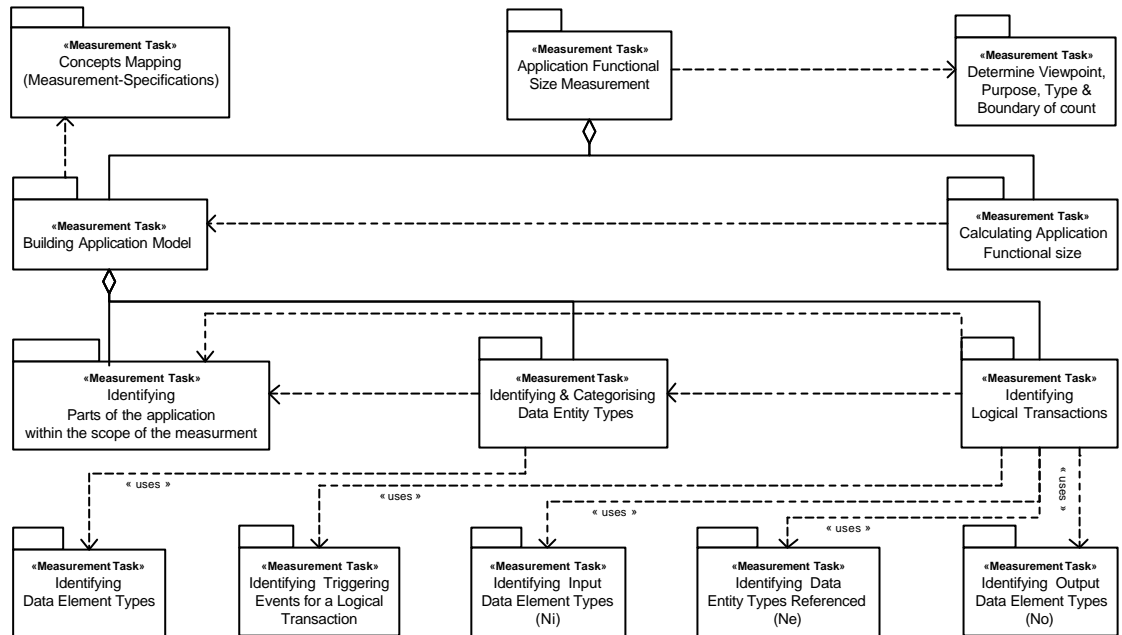 «Measurement Task»
Concepts Mapping
(Measurement-Specifications)
«Measurement Task»
Application Functional
Size Measurement
«Measurement Task»
Determine Viewpoint,
Purpose, Type &
Boundary of count
«Measurement Task»
Building Application Model
«Measurement Task»
Calculating Application
Functional size
«Measurement Task»
Identifying
Parts of the application
within the scope of the measurment
«Measurement Task»
Identifying & Categorising
Data Entity Types
«Measurement Task»
Identifying
Logical Transactions
« uses »
« uses »
« uses »
« uses »
« uses »
«Measurement Task»
Identifying
Data Element Types
«Measurement Task»
Identifying Triggering
Events for a Logical
Transaction
«Measurement Task»
Identifying Input
Data Element Types
(Ni)
«Measurement Task»
Identifying Data
Entity Types Referenced
(Ne)
«Measurement Task»
Identifying Output
Data Element Types
(No)